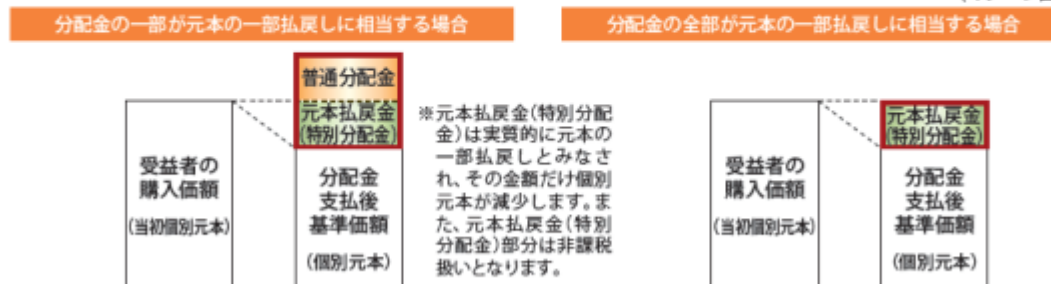 分配金の一部が元本の一部払戻しに相当する場合
分配金の全部が元本の一部払戻しに相当する場合
普通分配金
元本払戻金
(特別分配金)
受益者の
購入価額
(当初個別元本)
分配金
支払後
基準価額
(個別元本)
※元本払戻金(特別分配
金)は実質的に元本の
一部払戻しとみなさ
れ、その金額だけ個別
元本が減少します。ま
た、元本払戻金(特別
分配金)部分は非課税
扱いとなります。
元本払戻金
(特別分配金)
受益者の
購入価額
(当初個別元本)
分配金
支払後
基準価額
(個別元本)